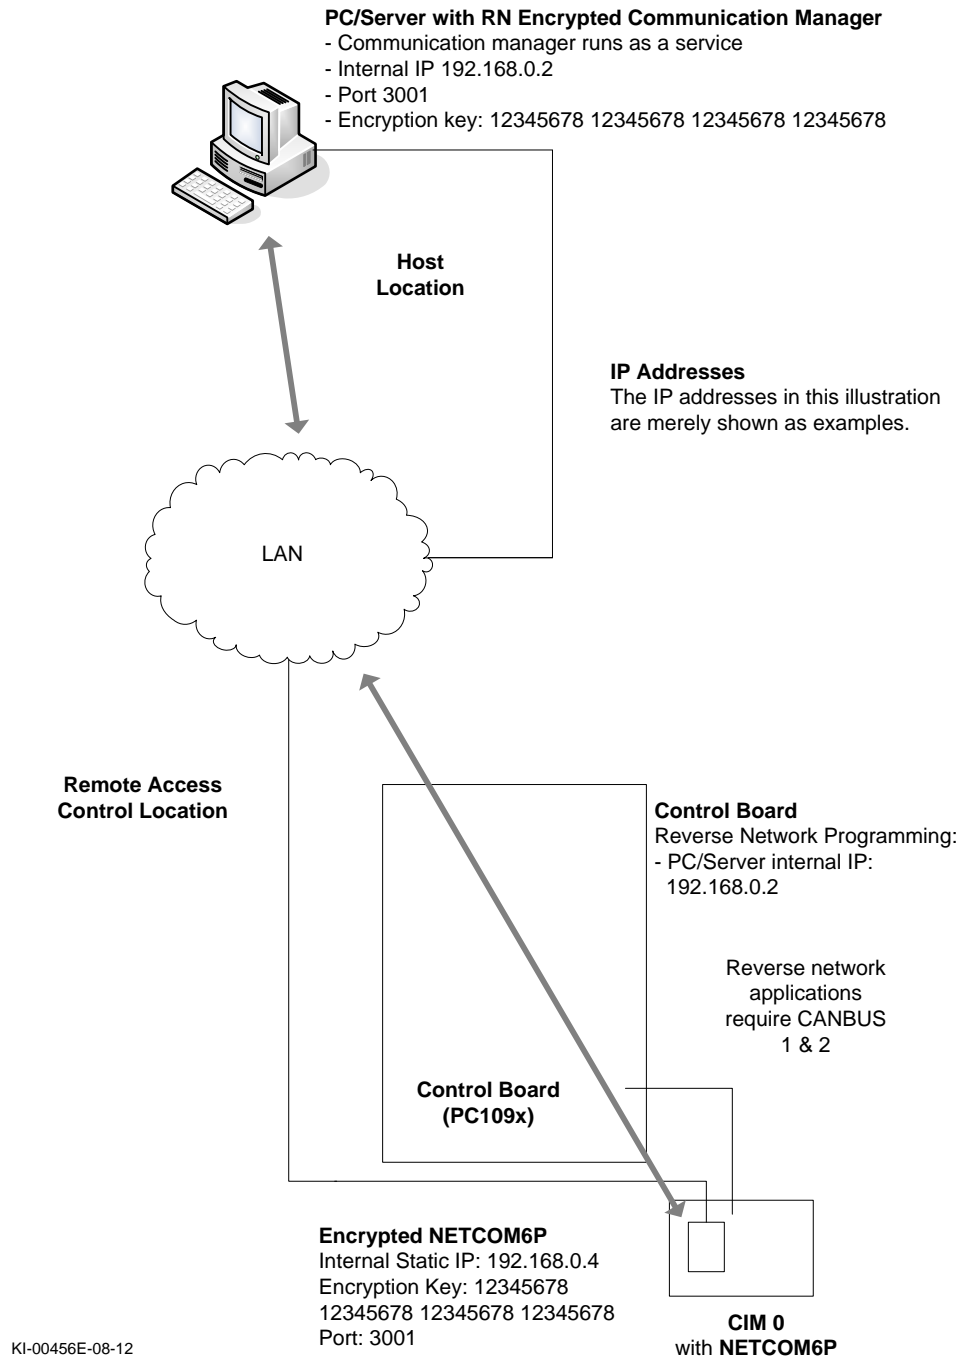 PC/Server with RN Encrypted Communication Manager
- Communication manager runs as a service
- Internal IP 192.168.0.2
- Port 3001
- Encryption key: 12345678 12345678 12345678 12345678
Host
Location
IP Addresses
The IP addresses in this illustration
are merely shown as examples.
LAN
Remote Access
Control Location
Control Board
Reverse Network Programming:
- PC/Server internal IP:
192.168.0.2
Reverse network
applications
require CANBUS
1 & 2
Control Board
(PC109x)
Encrypted NETCOM6P
Internal Static IP: 192.168.0.4
Encryption Key: 12345678
12345678 12345678 12345678
Port: 3001
CIM 0
with NETCOM6P
KI-00456E-08-12